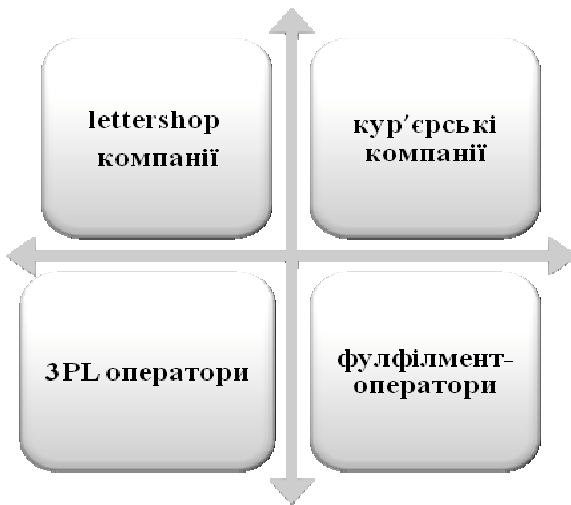 lettershop
компанії
кур’єрські
компанії
3PL оператори
фулфілмент-
оператори